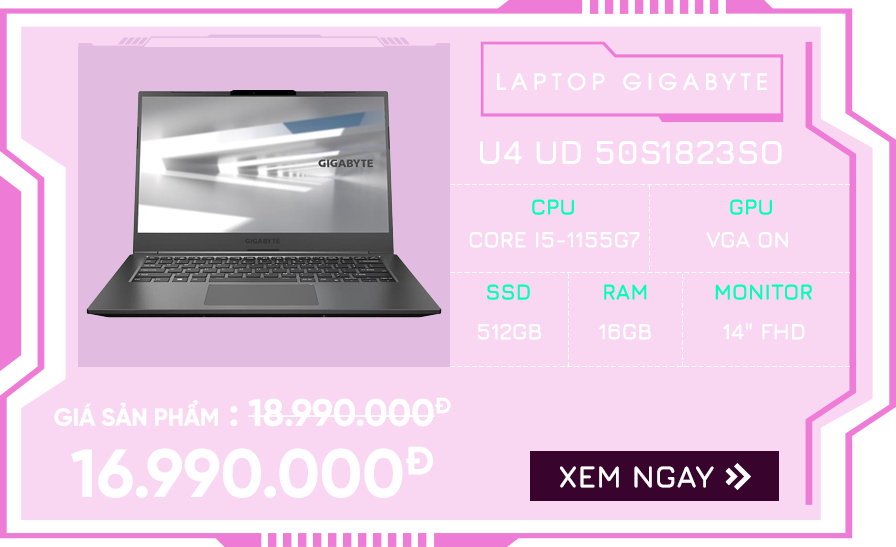 LAPTOP GIGABYTE
GIGABYTE
GIGABYTE
U4 UD 50S1823SO
CPU
GPU
CORE I5-1155G7
VGA ON
SSD
RAM
MONITOR
512GB
16GB
14" FHD
GIÁ SẢN PHẨM : 18.990.000Đ
16.990.000Đ
XEM NGAY